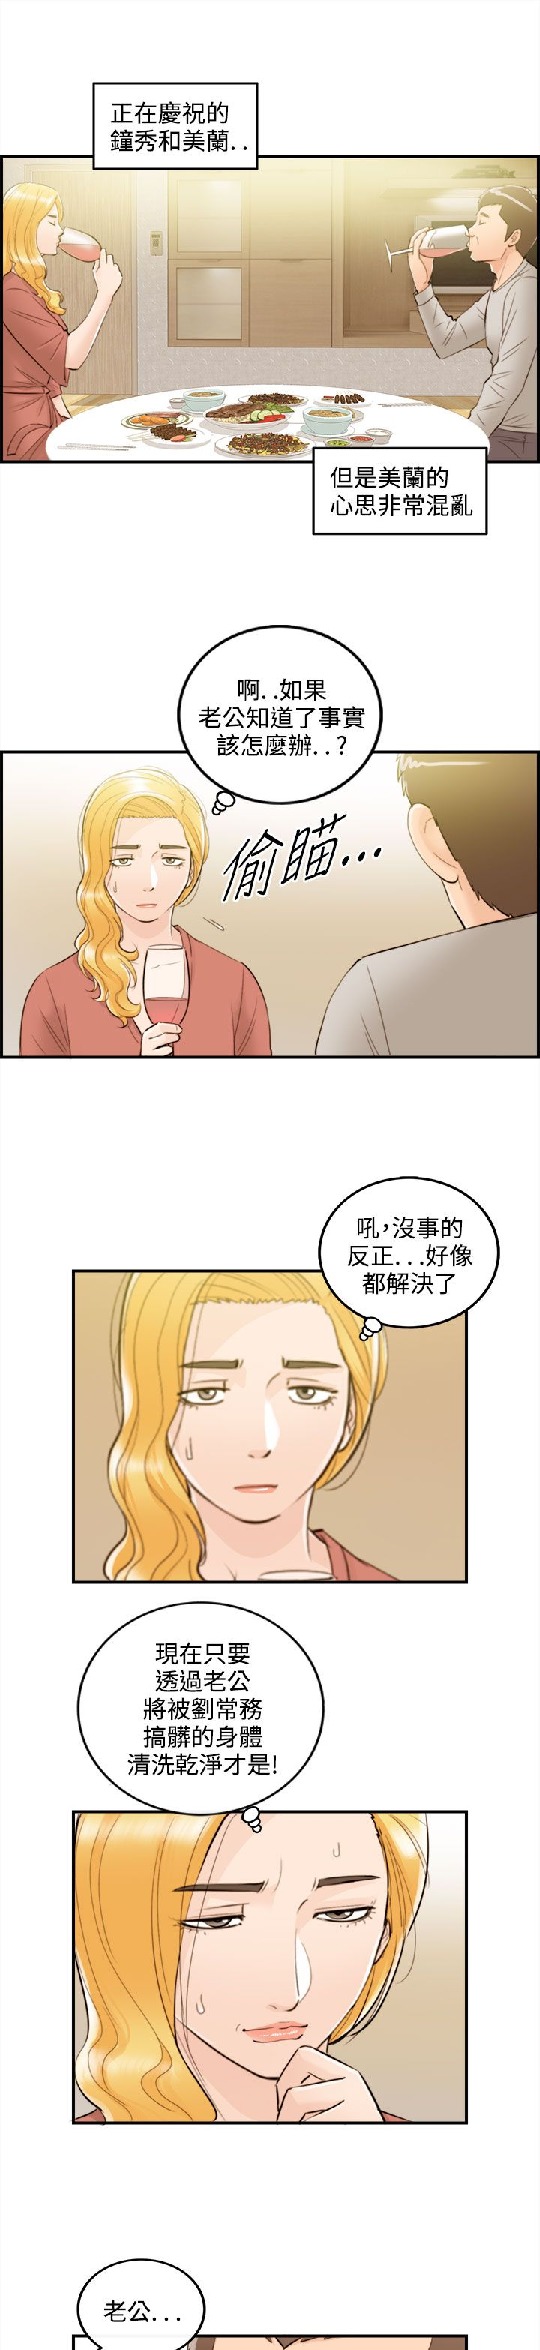 正在慶祝的
鐘秀和美蘭..
但是美蘭的
心思非常混亂
啊..如果
老公知道了事實
該怎麼辦..?
偷瞄...
吼,沒事的
反正...好像
都解決了
現在只要
透過老公
將被劉常務
搞髒的身體
清洗乾淨才是!
老公...